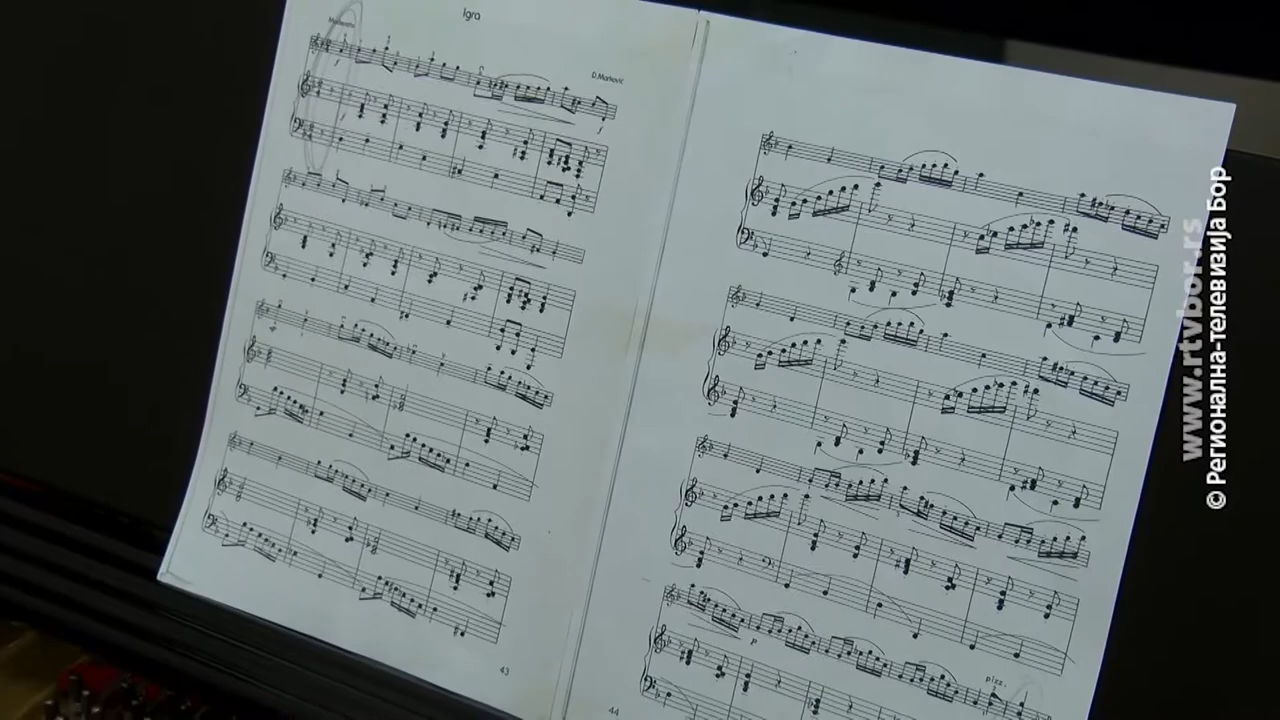 Igra
D.Marković
f
f
43
p
pizz.
44
www.rtvbor.rs
© Регионална-телевизија Бор